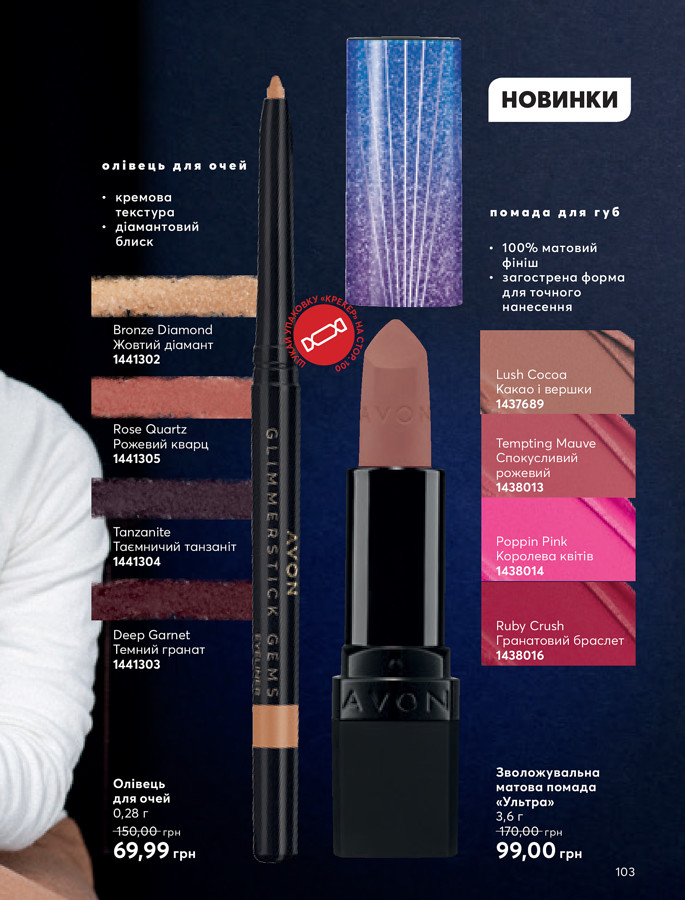 НОВИНКИ
олівець для очей
• кремова
текстура
• діамантовий
блиск
Bronze Diamond
Жовтий діамант
1441302
Rose Quartz
Рожевий кварц
1441305
Tanzanite
Таємничий танзаніт
1441304
Deep Garnet
Темний гранат
1441303
Олівець
для очей
0,28 г
150,00 грн
69,99 грн
AVON
GLIMMERSTICK GEMS
EYELINER
ШУКАЙ УПАКОВКУ «КРЕКЕР» НА СТОР. 100
AVON
AVON
помада для губ
• 100% матовий
фініш
• загострена форма
для точного
нанесення
Lush Cocoa
Какао і вершки
1437689
Tempting Mauve
Спокусливий
рожевий
1438013
Poppin Pink
Королева квітів
1438014
Ruby Crush
Гранатовий браслет
1438016
Зволожувальна
матова помада
«Ультра»
3,6 г
170,00 грн
99,00 грн
103